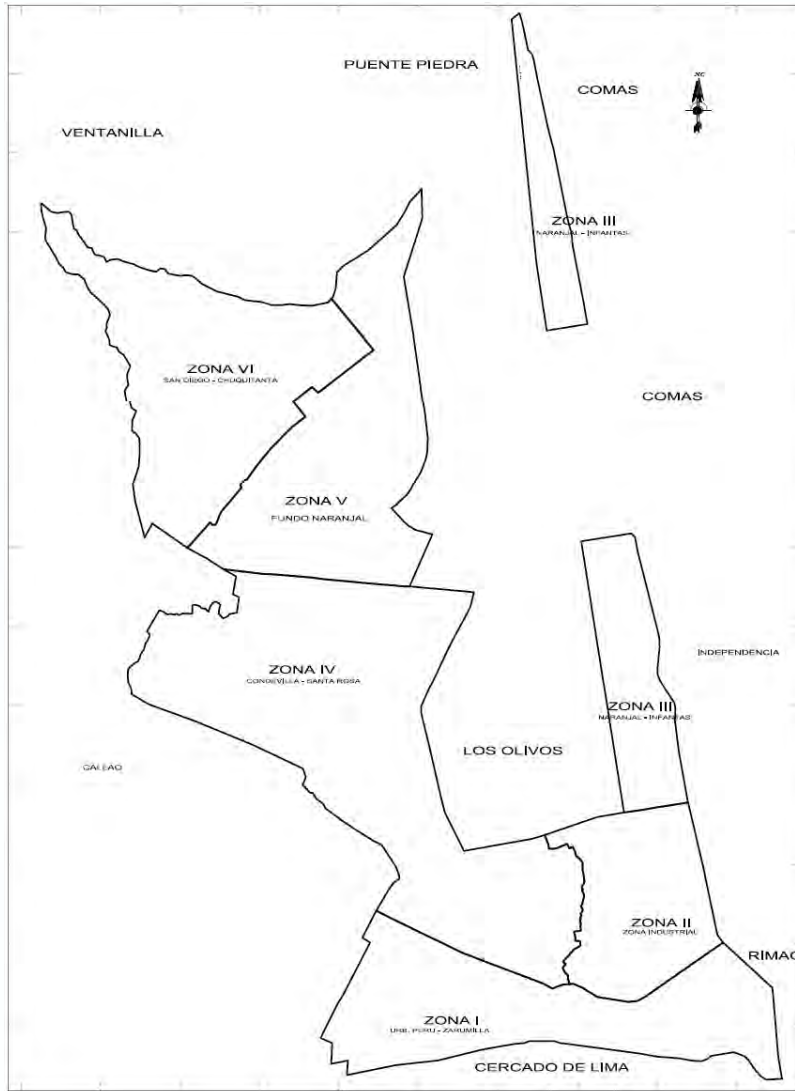 PUENTE PIEDRA
COMAS
NC
VENTANILLA
ZONA III
NARANJAL - INFANTAS
ZONA VI
SAN DIEGO - CHUQUITANTA
COMAS
ZONA V
FUNDO NARANJAL
INDEPENDENCIA
ZONA IV
CONDEVILLA - SANTA ROSA
ZONA III
NARANJAL - INFANTAS
LOS OLIVOS
CALLAO
ZONA II
ZONA INDUSTRIAL
RIMAC
ZONA I
URB. PERU - ZARUMILLA
CERCADO DE LIMA